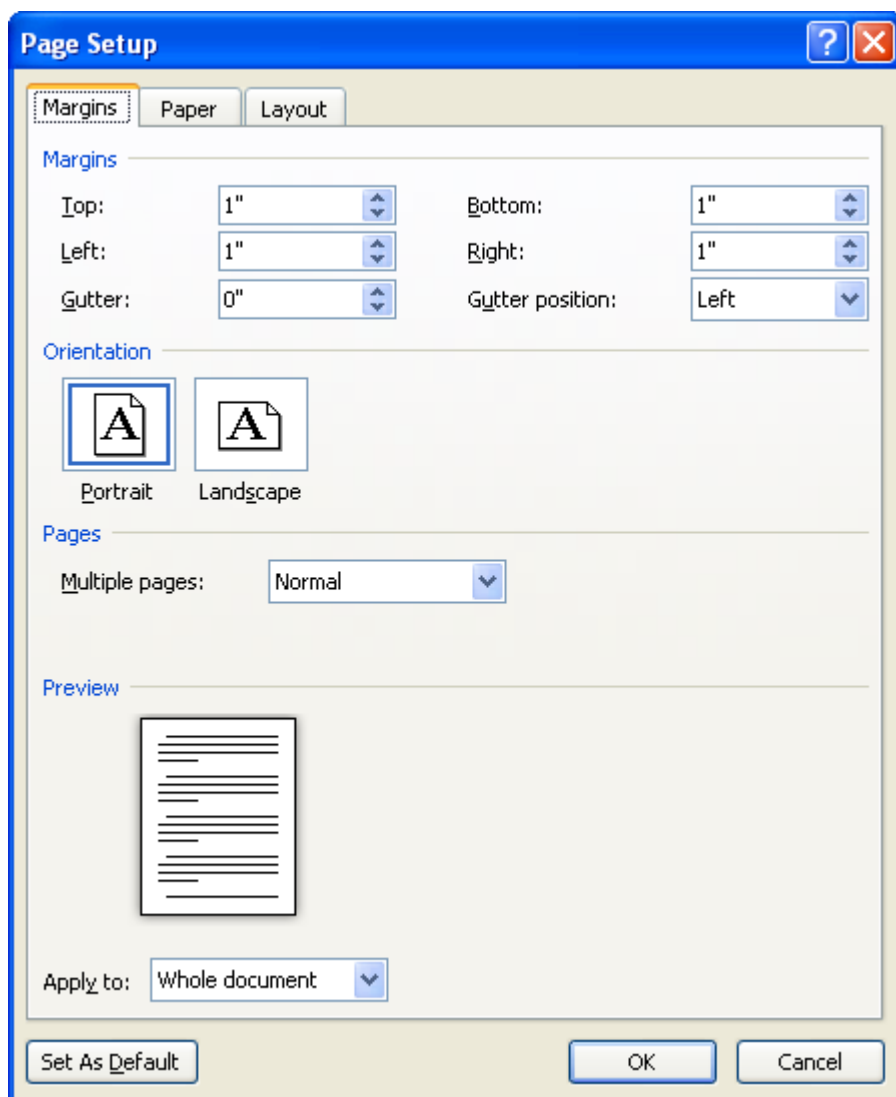 Page Setup
Margins Paper Layout
Margins
Top: 1" Bottom: 1"
Left: 1" Right: 1"
Gutter: 0" Gutter position: Left
Orientation
A A
Portrait Landscape
Pages
Multiple pages: Normal
Preview
Apply to: Whole document
Set As Default OK Cancel